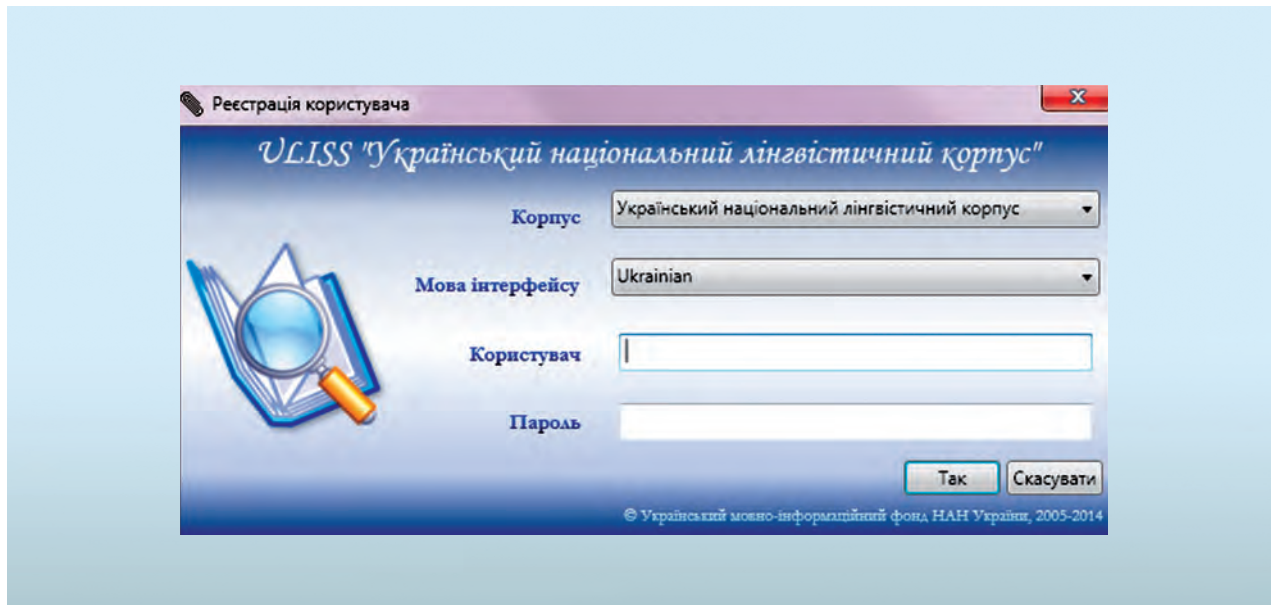 Реєстрація користувача
ULISS "Український національний лінгвістичний корпус"
Корпус Український національний лінгвістичний корпус
Мова інтерфейсу Ukrainian
Користувач
Пароль
Так Скасувати
© Український мовно-інформаційний фонд НАН України, 2005-2014